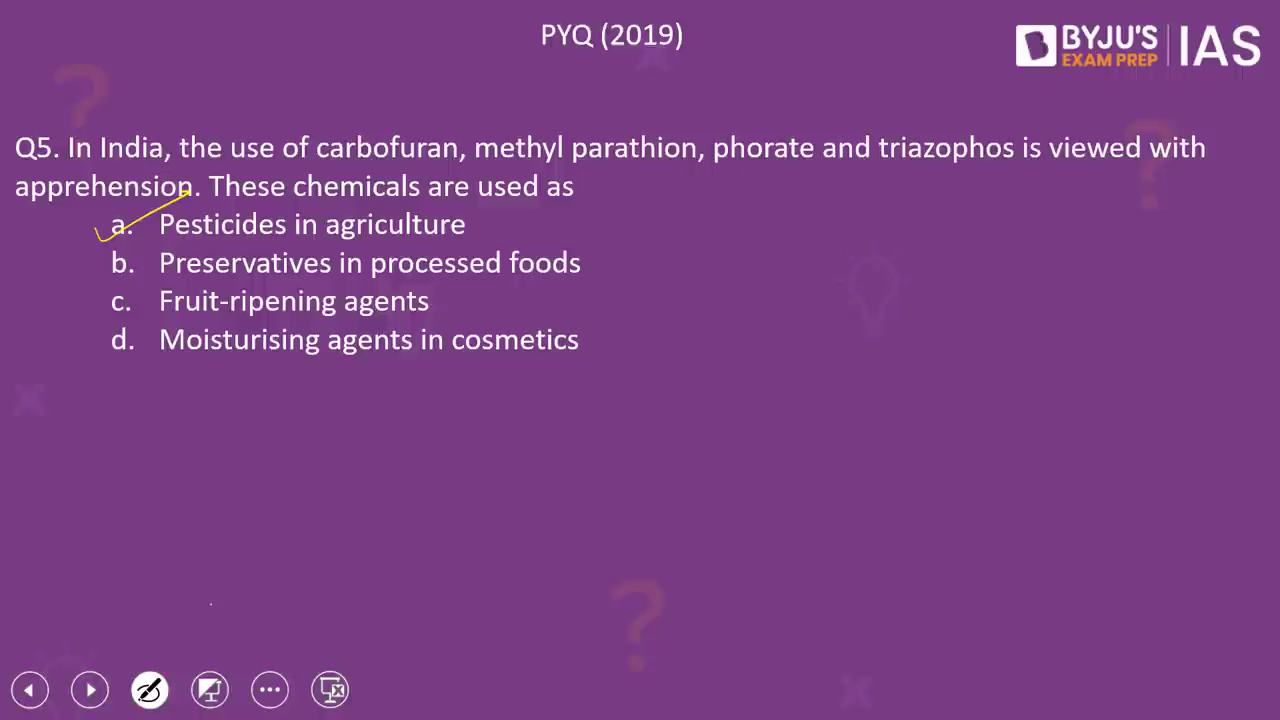 PYQ (2019)
BYJU'S
EXAM PREP
IAS
Q5. In India, the use of carbofuran, methyl parathion, phorate and triazophos is viewed with
apprehension. These chemicals are used as
a. Pesticides in agriculture
b. Preservatives in processed foods
c. Fruit-ripening agents
d. Moisturising agents in cosmetics